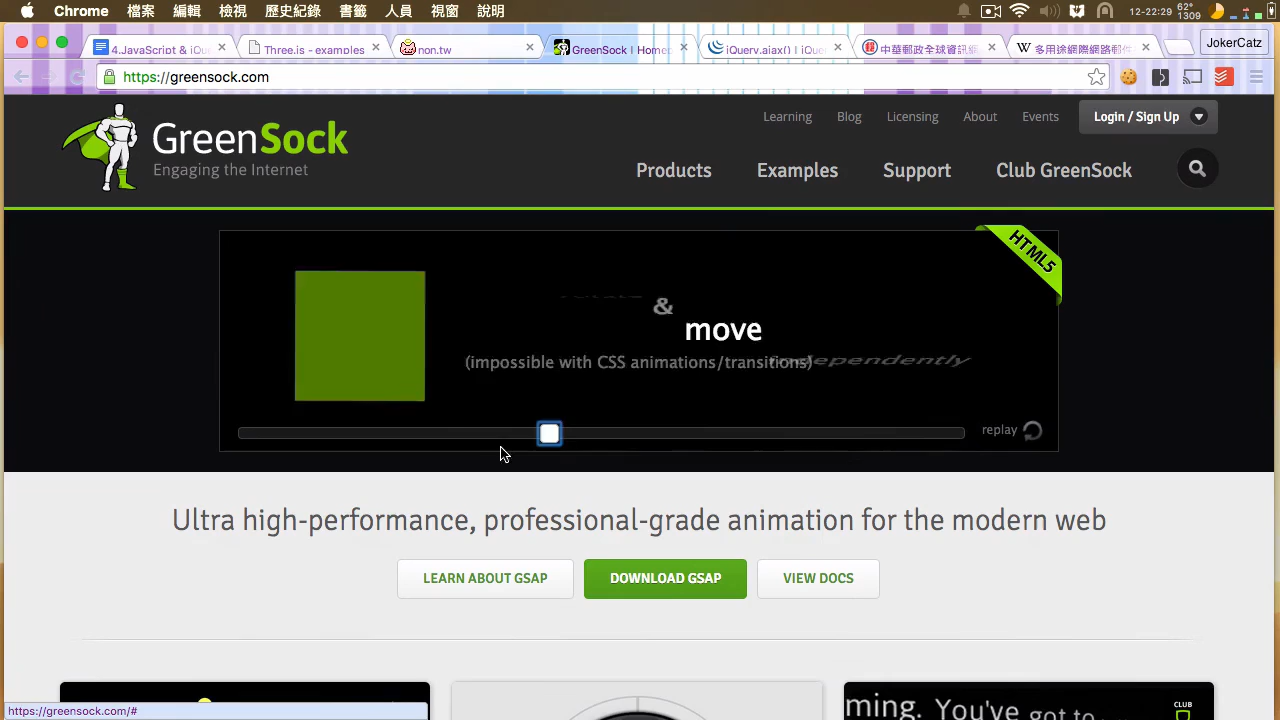 Chrome 檔案 編輯 檢視 歷史紀錄 書籤 人員 視窗 說明
12-22:29
62°
1309
4.JavaScript & jQu
Three.js - examples
non.tw
GreenSock | Home
jQuery.ajax() | jQuer
中華郵政全球資訊
多用途網際網路郵件
JokerCatz
https://greensock.com
GreenSock
Engaging the Internet
Learning Blog Licensing About Events Login / Sign Up
Products Examples Support Club GreenSock
HTML5
&
move
(impossible with CSS animations/transitions)
independently
replay
Ultra high-performance, professional-grade animation for the modern web
LEARN ABOUT GSAP
DOWNLOAD GSAP
VIEW DOCS
ming. You've got to
CLUB
https://greensock.com/#